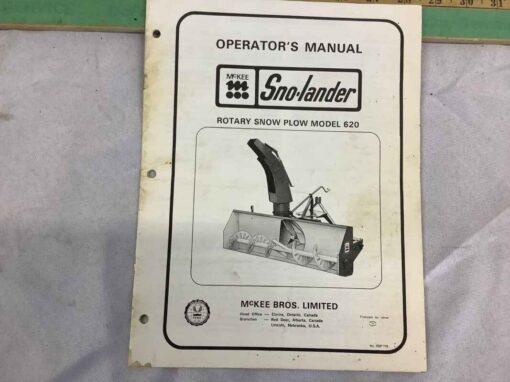 OPERATOR'S MANUAL
McKEE
Sno-lander
ROTARY SNOW PLOW MODEL 620
McKEE BROS. LIMITED
Head Office — Elmira, Ontario, Canada
Branches — Red Deer, Alberta, Canada
Lincoln, Nebraska, U.S.A.